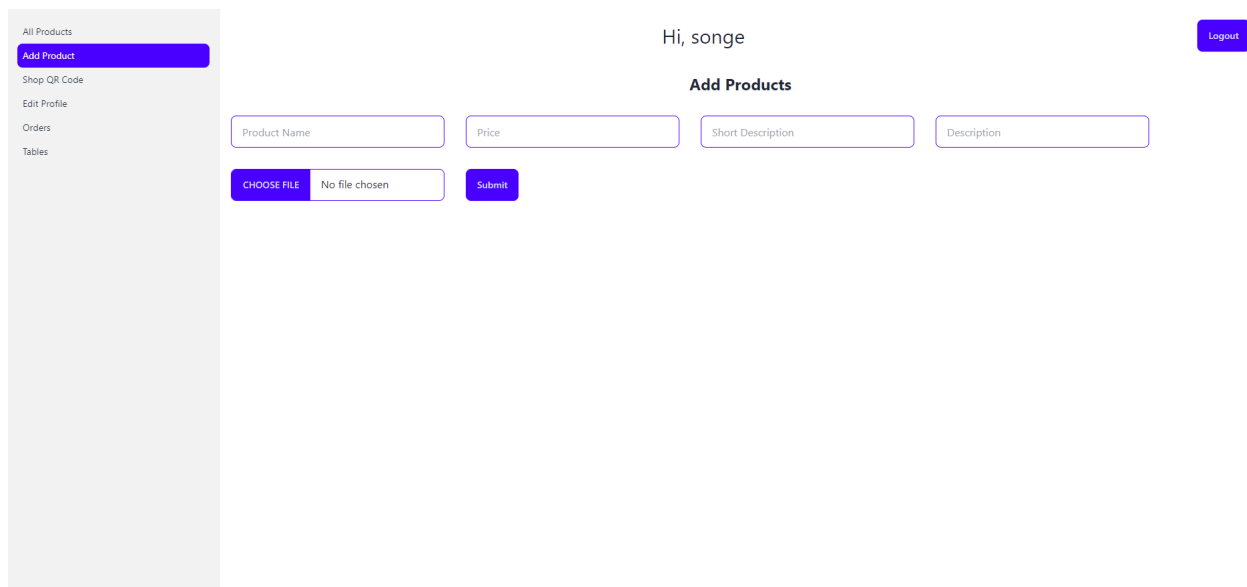 All Products
Add Product
Shop QR Code
Edit Profile
Orders
Tables
Hi, songe
Logout
Add Products
Product Name
Price
Short Description
Description
CHOOSE FILE
No file chosen
Submit